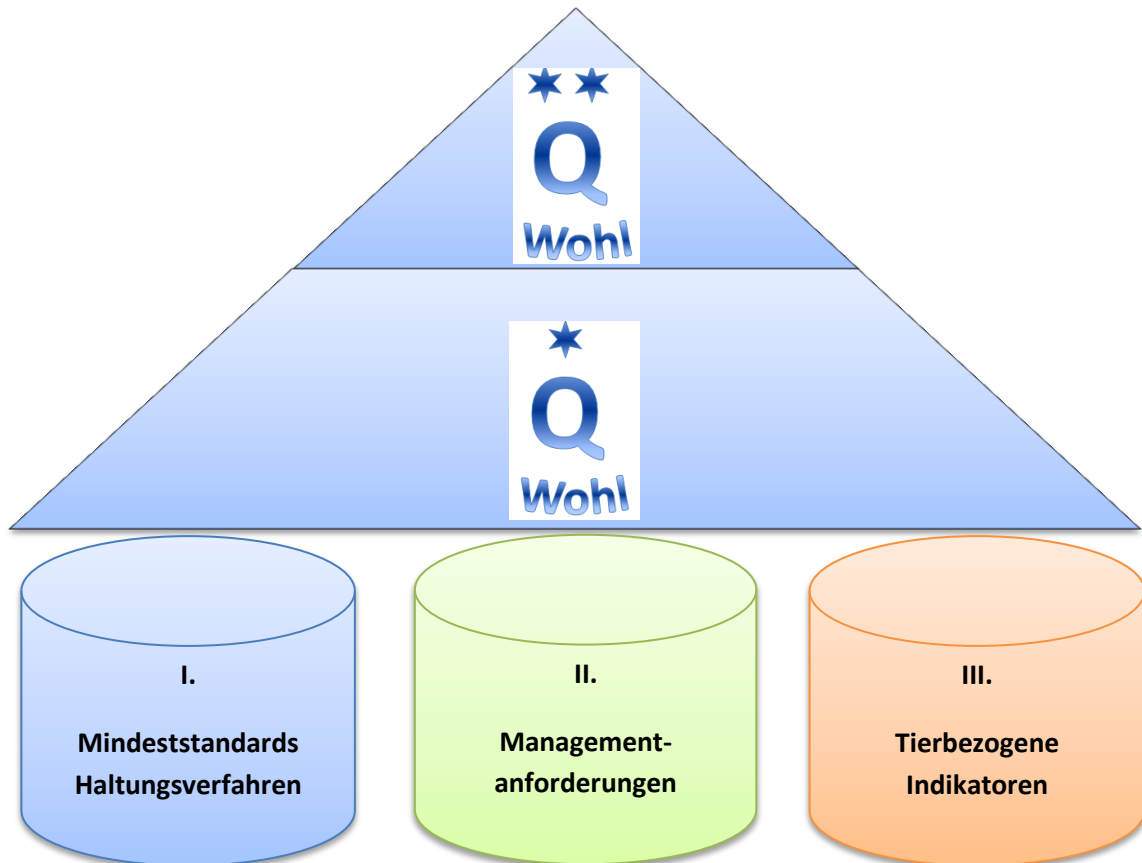 Q
Wohl
Q
Wohl
I.
Mindeststandards
Haltungsverfahren
II.
Management-
anforderungen
III.
Tierbezogene
Indikatoren